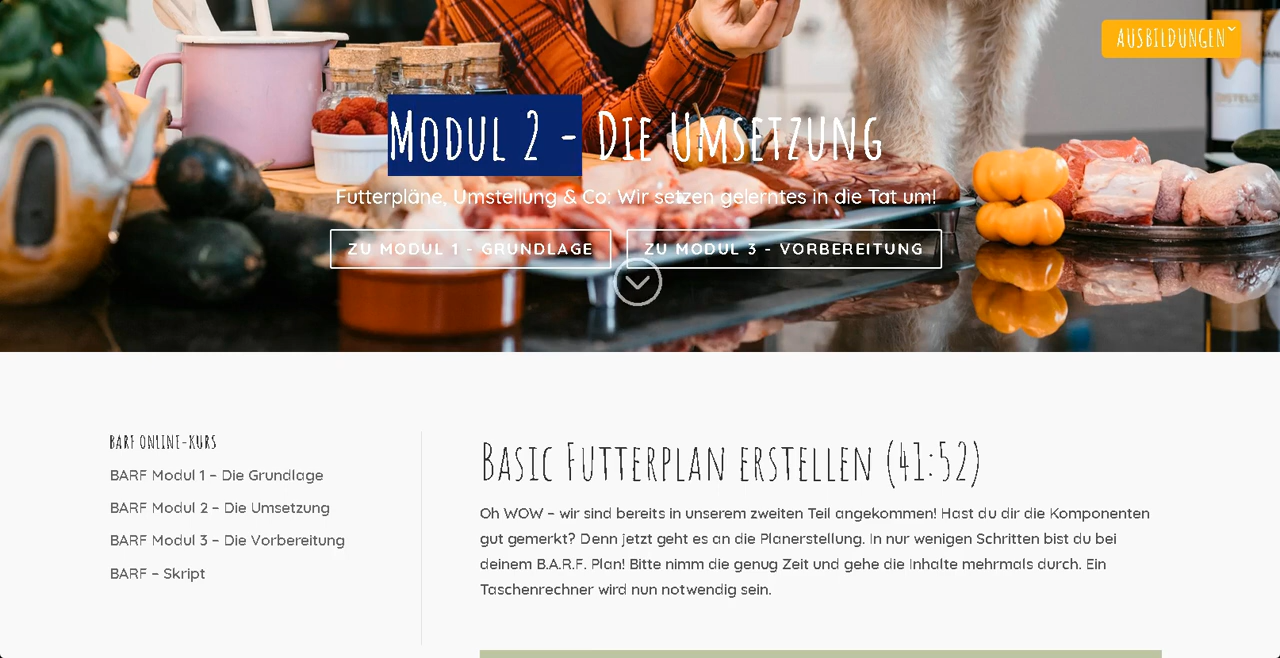 AUSBILDUNGEN
Modul 2 - Die Umsetzung
Futterpläne, Umstellung & Co: Wir setzen gelerntes in die Tat um!
ZU MODUL 1 - GRUNDLAGE
ZU MODUL 3 - VORBEREITUNG
BARF ONLINE-KURS
BARF Modul 1 – Die Grundlage
BARF Modul 2 – Die Umsetzung
BARF Modul 3 – Die Vorbereitung
BARF – Skript
Basic Futterplan erstellen (41:52)
Oh WOW – wir sind bereits in unserem zweiten Teil angekommen! Hast du dir die Komponenten
gut gemerkt? Denn jetzt geht es an die Planerstellung. In nur wenigen Schritten bist du bei
deinem B.A.R.F. Plan! Bitte nimm die genug Zeit und gehe die Inhalte mehrmals durch. Ein
Taschenrechner wird nun notwendig sein.